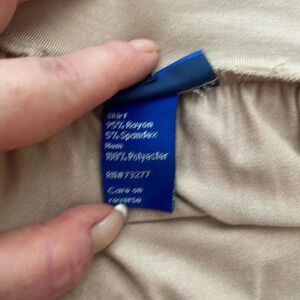 Skirt
95% Rayon
5% Spandex
Hem
100% Polyester
RN#73277
Care on
reverse